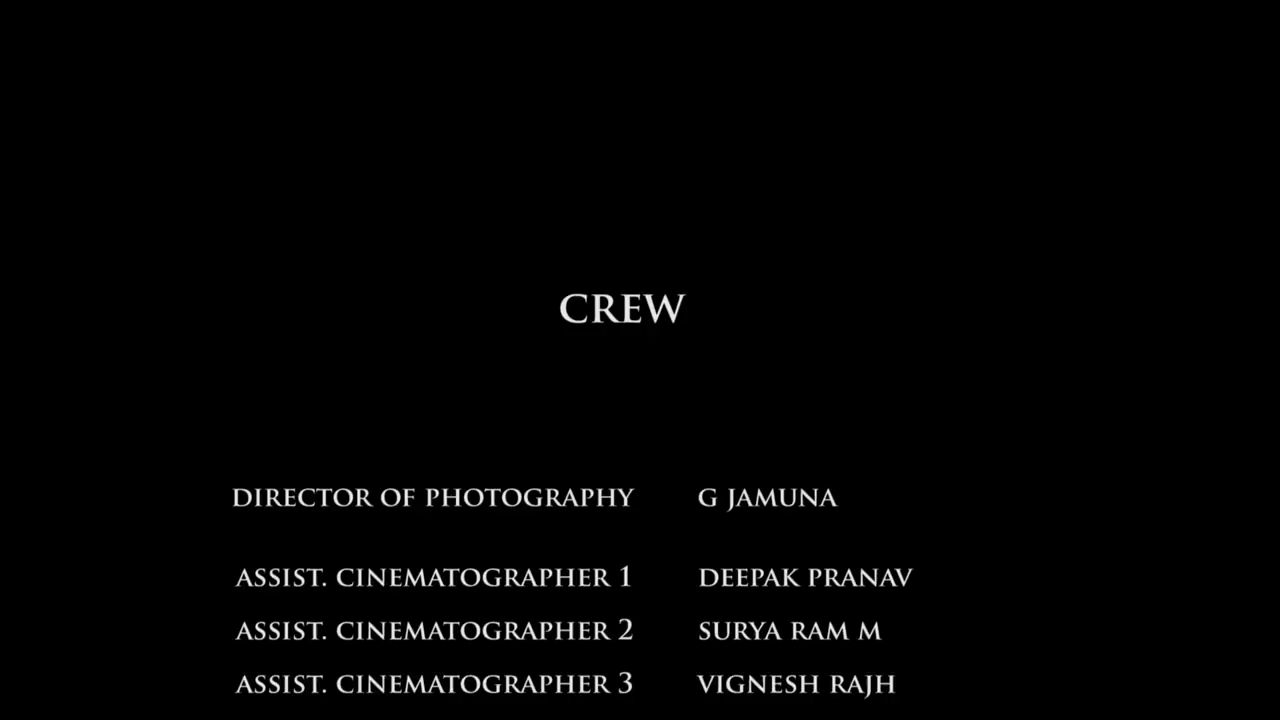 CREW
DIRECTOR OF PHOTOGRAPHY G JAMUNA
ASSIST. CINEMATOGRAPHER 1 DEEPAK PRANAV
ASSIST. CINEMATOGRAPHER 2 SURYA RAM M
ASSIST. CINEMATOGRAPHER 3 VIGNESH RAJH